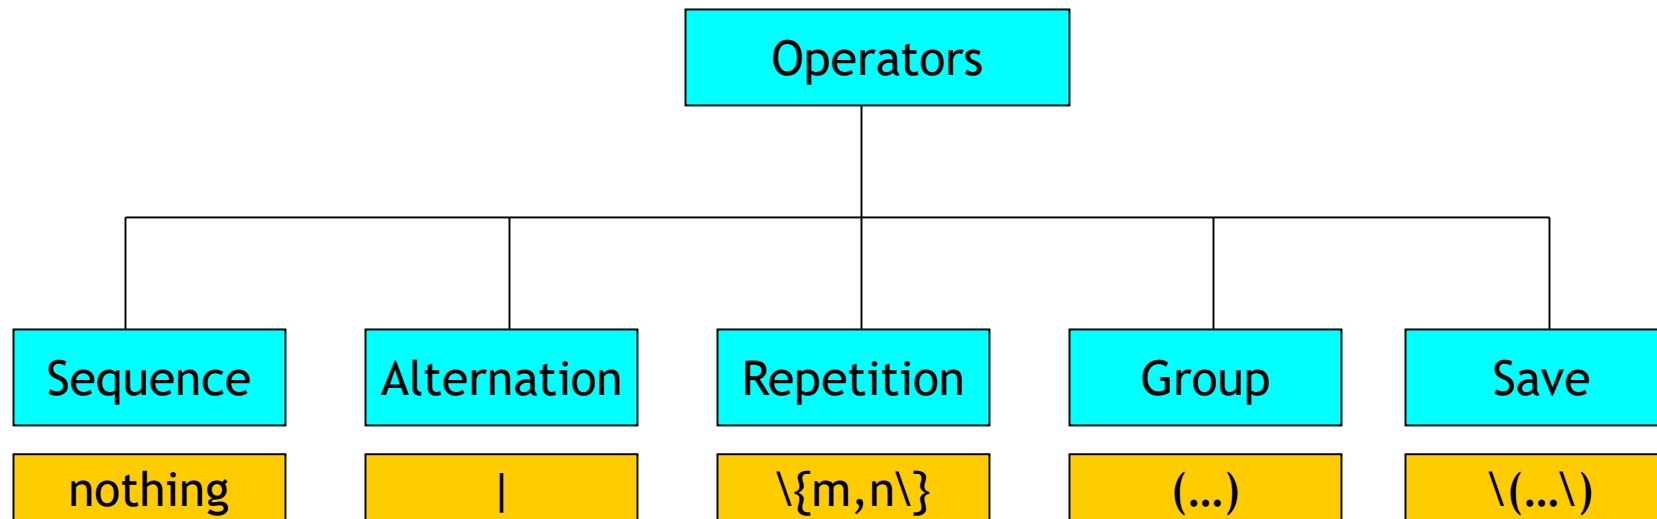 Operators
Sequence Alternation Repetition Group Save
nothing | \{m,n\} (…) \(…\)